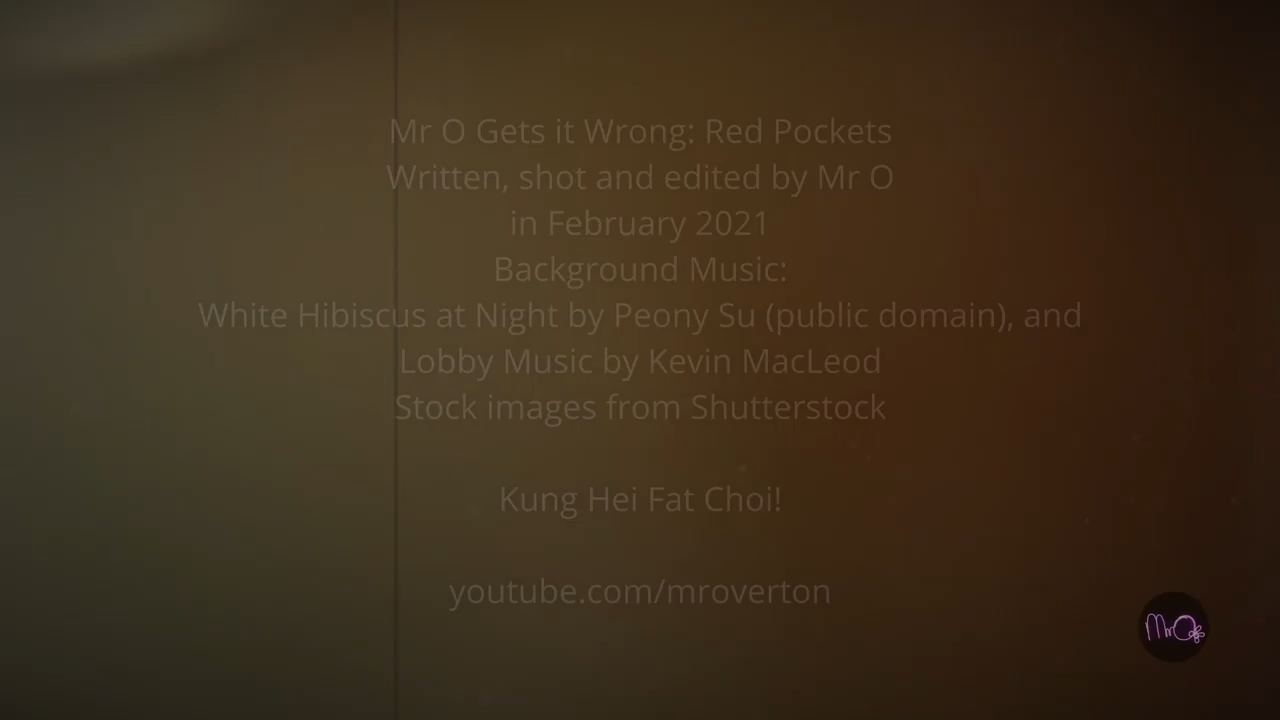 Mr O Gets it Wrong: Red Pockets
Written, shot and edited by Mr O
in February 2021
Background Music:
White Hibiscus at Night by Peony Su (public domain), and
Lobby Music by Kevin MacLeod
Stock images from Shutterstock
Kung Hei Fat Choi!
youtube.com/mroverton
MrO